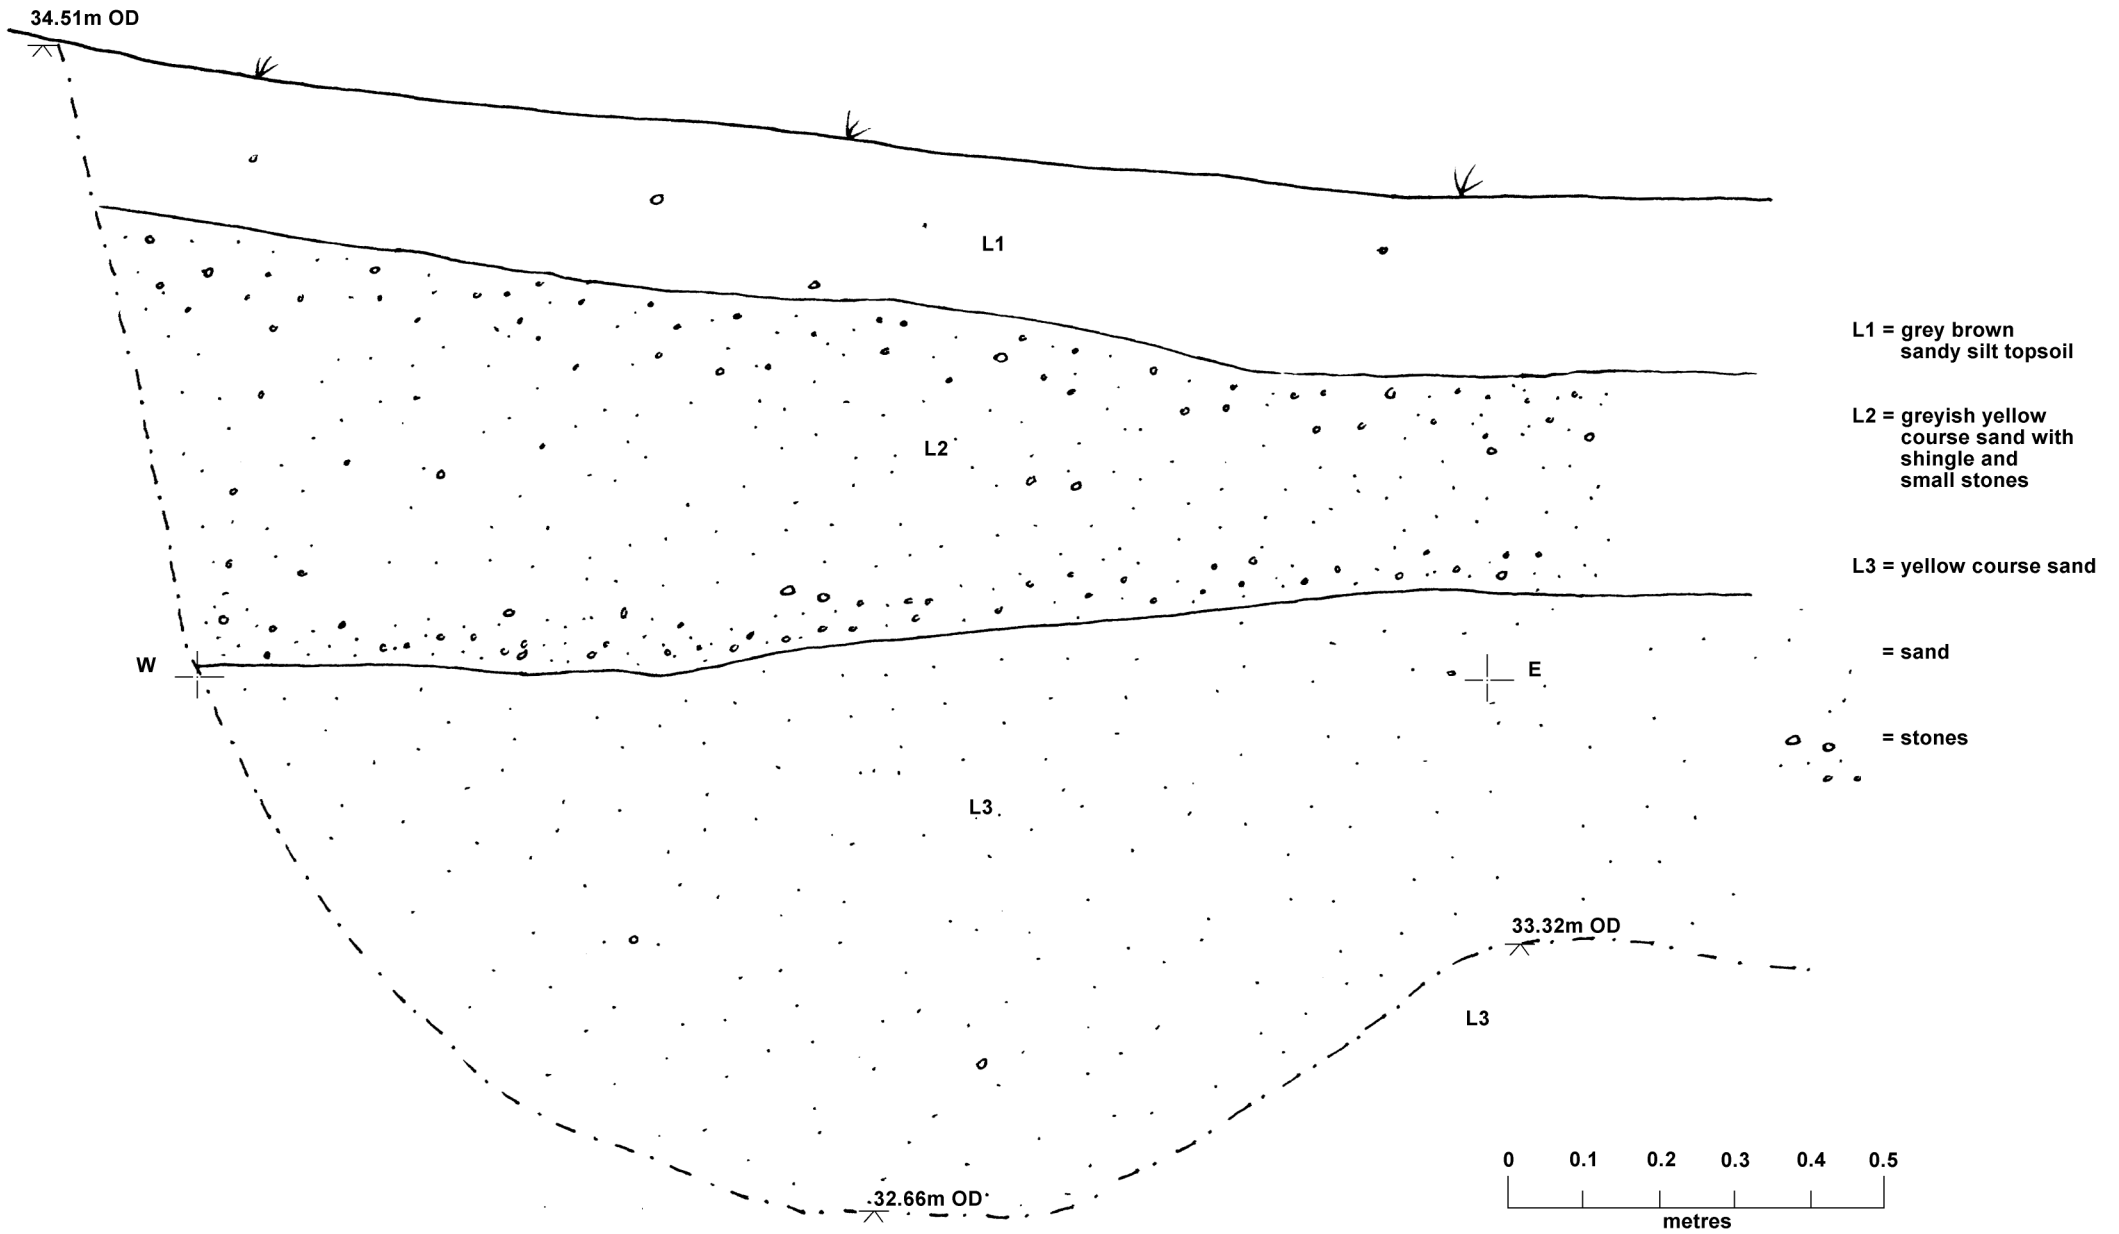 34.51m OD
L1
L1 = grey brown
sandy silt topsoil
L2 = greyish yellow
course sand with
shingle and
small stones
L2
L3 = yellow course sand
W
E
= sand
= stones
L3
33.32m OD
L3
32.66m OD
0 0.1 0.2 0.3 0.4 0.5
metres